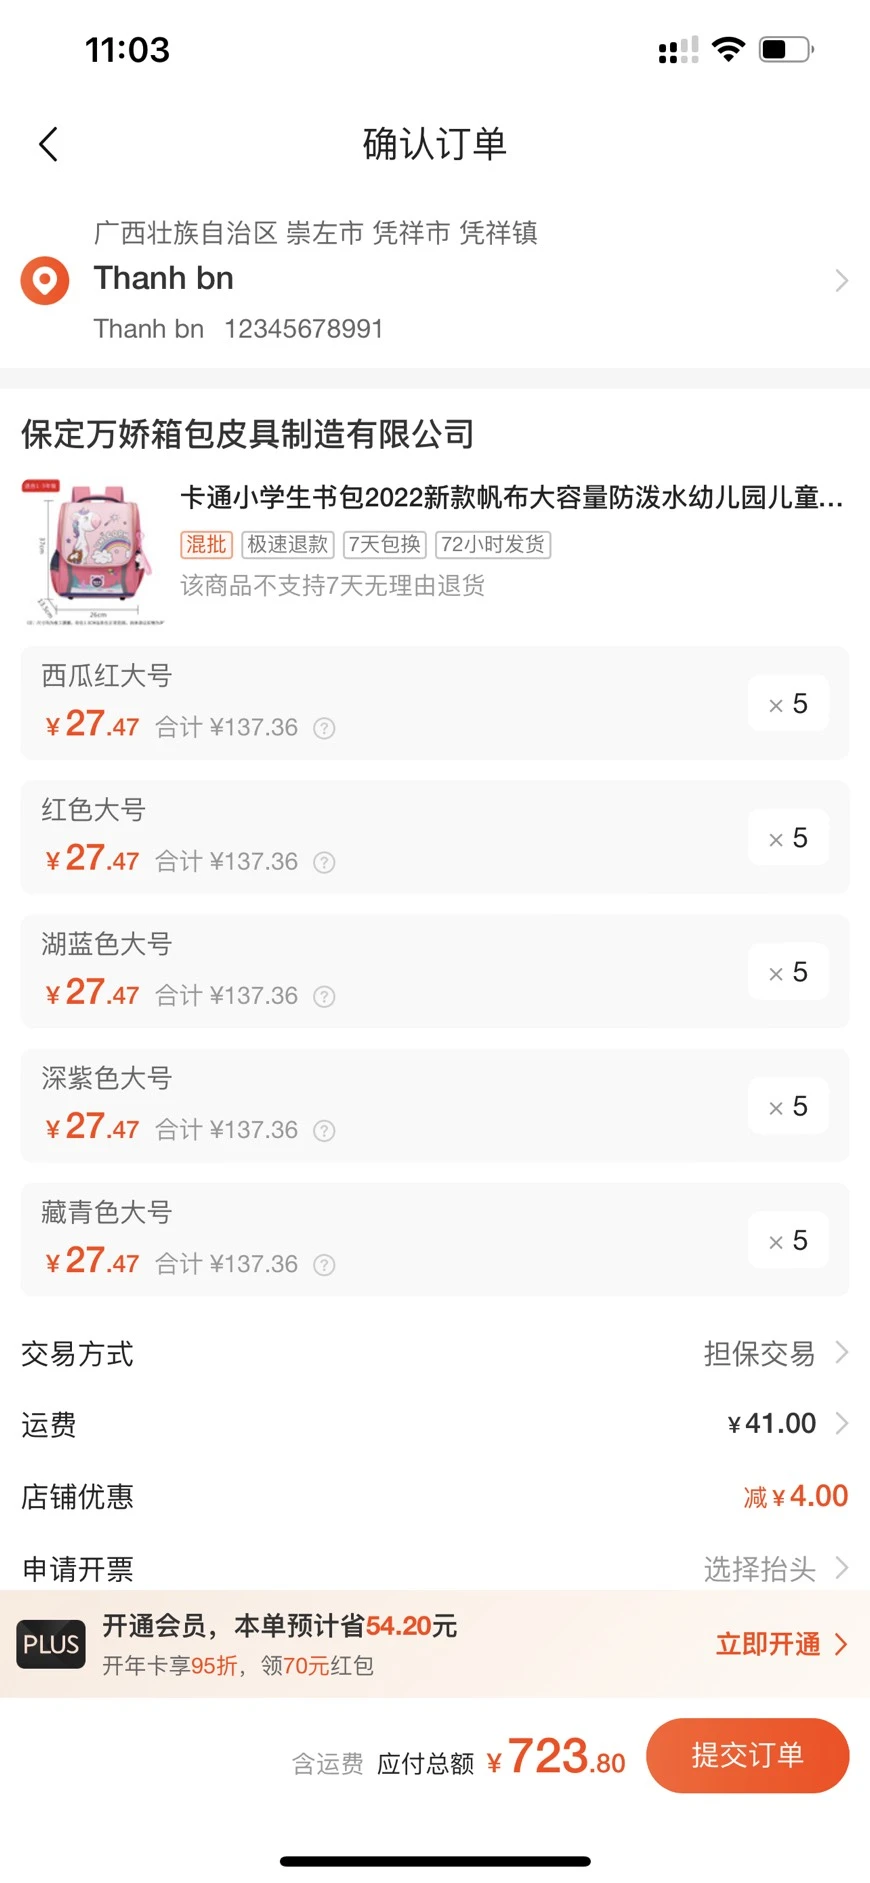 11:03
确认订单
广西壮族自治区 崇左市 凭祥市 凭祥镇
Thanh bn
Thanh bn 12345678991
保定万娇箱包皮具制造有限公司
卡通小学生书包2022新款帆布大容量防泼水幼儿园儿童...
混批 极速退款 7天包换 72小时发货
该商品不支持7天无理由退货
37cm
13.5cm
26cm
西瓜红大号
¥27.47 合计 ¥137.36 ?
× 5
红色大号
¥27.47 合计 ¥137.36 ?
× 5
湖蓝色大号
¥27.47 合计 ¥137.36 ?
× 5
深紫色大号
¥27.47 合计 ¥137.36 ?
× 5
藏青色大号
¥27.47 合计 ¥137.36 ?
× 5
交易方式 担保交易
运费 ¥41.00
店铺优惠 减¥4.00
申请开票 选择抬头
PLUS
开通会员，本单预计省54.20元
开年卡享95折，领70元红包
立即开通
含运费 应付总额 ¥723.80
提交订单